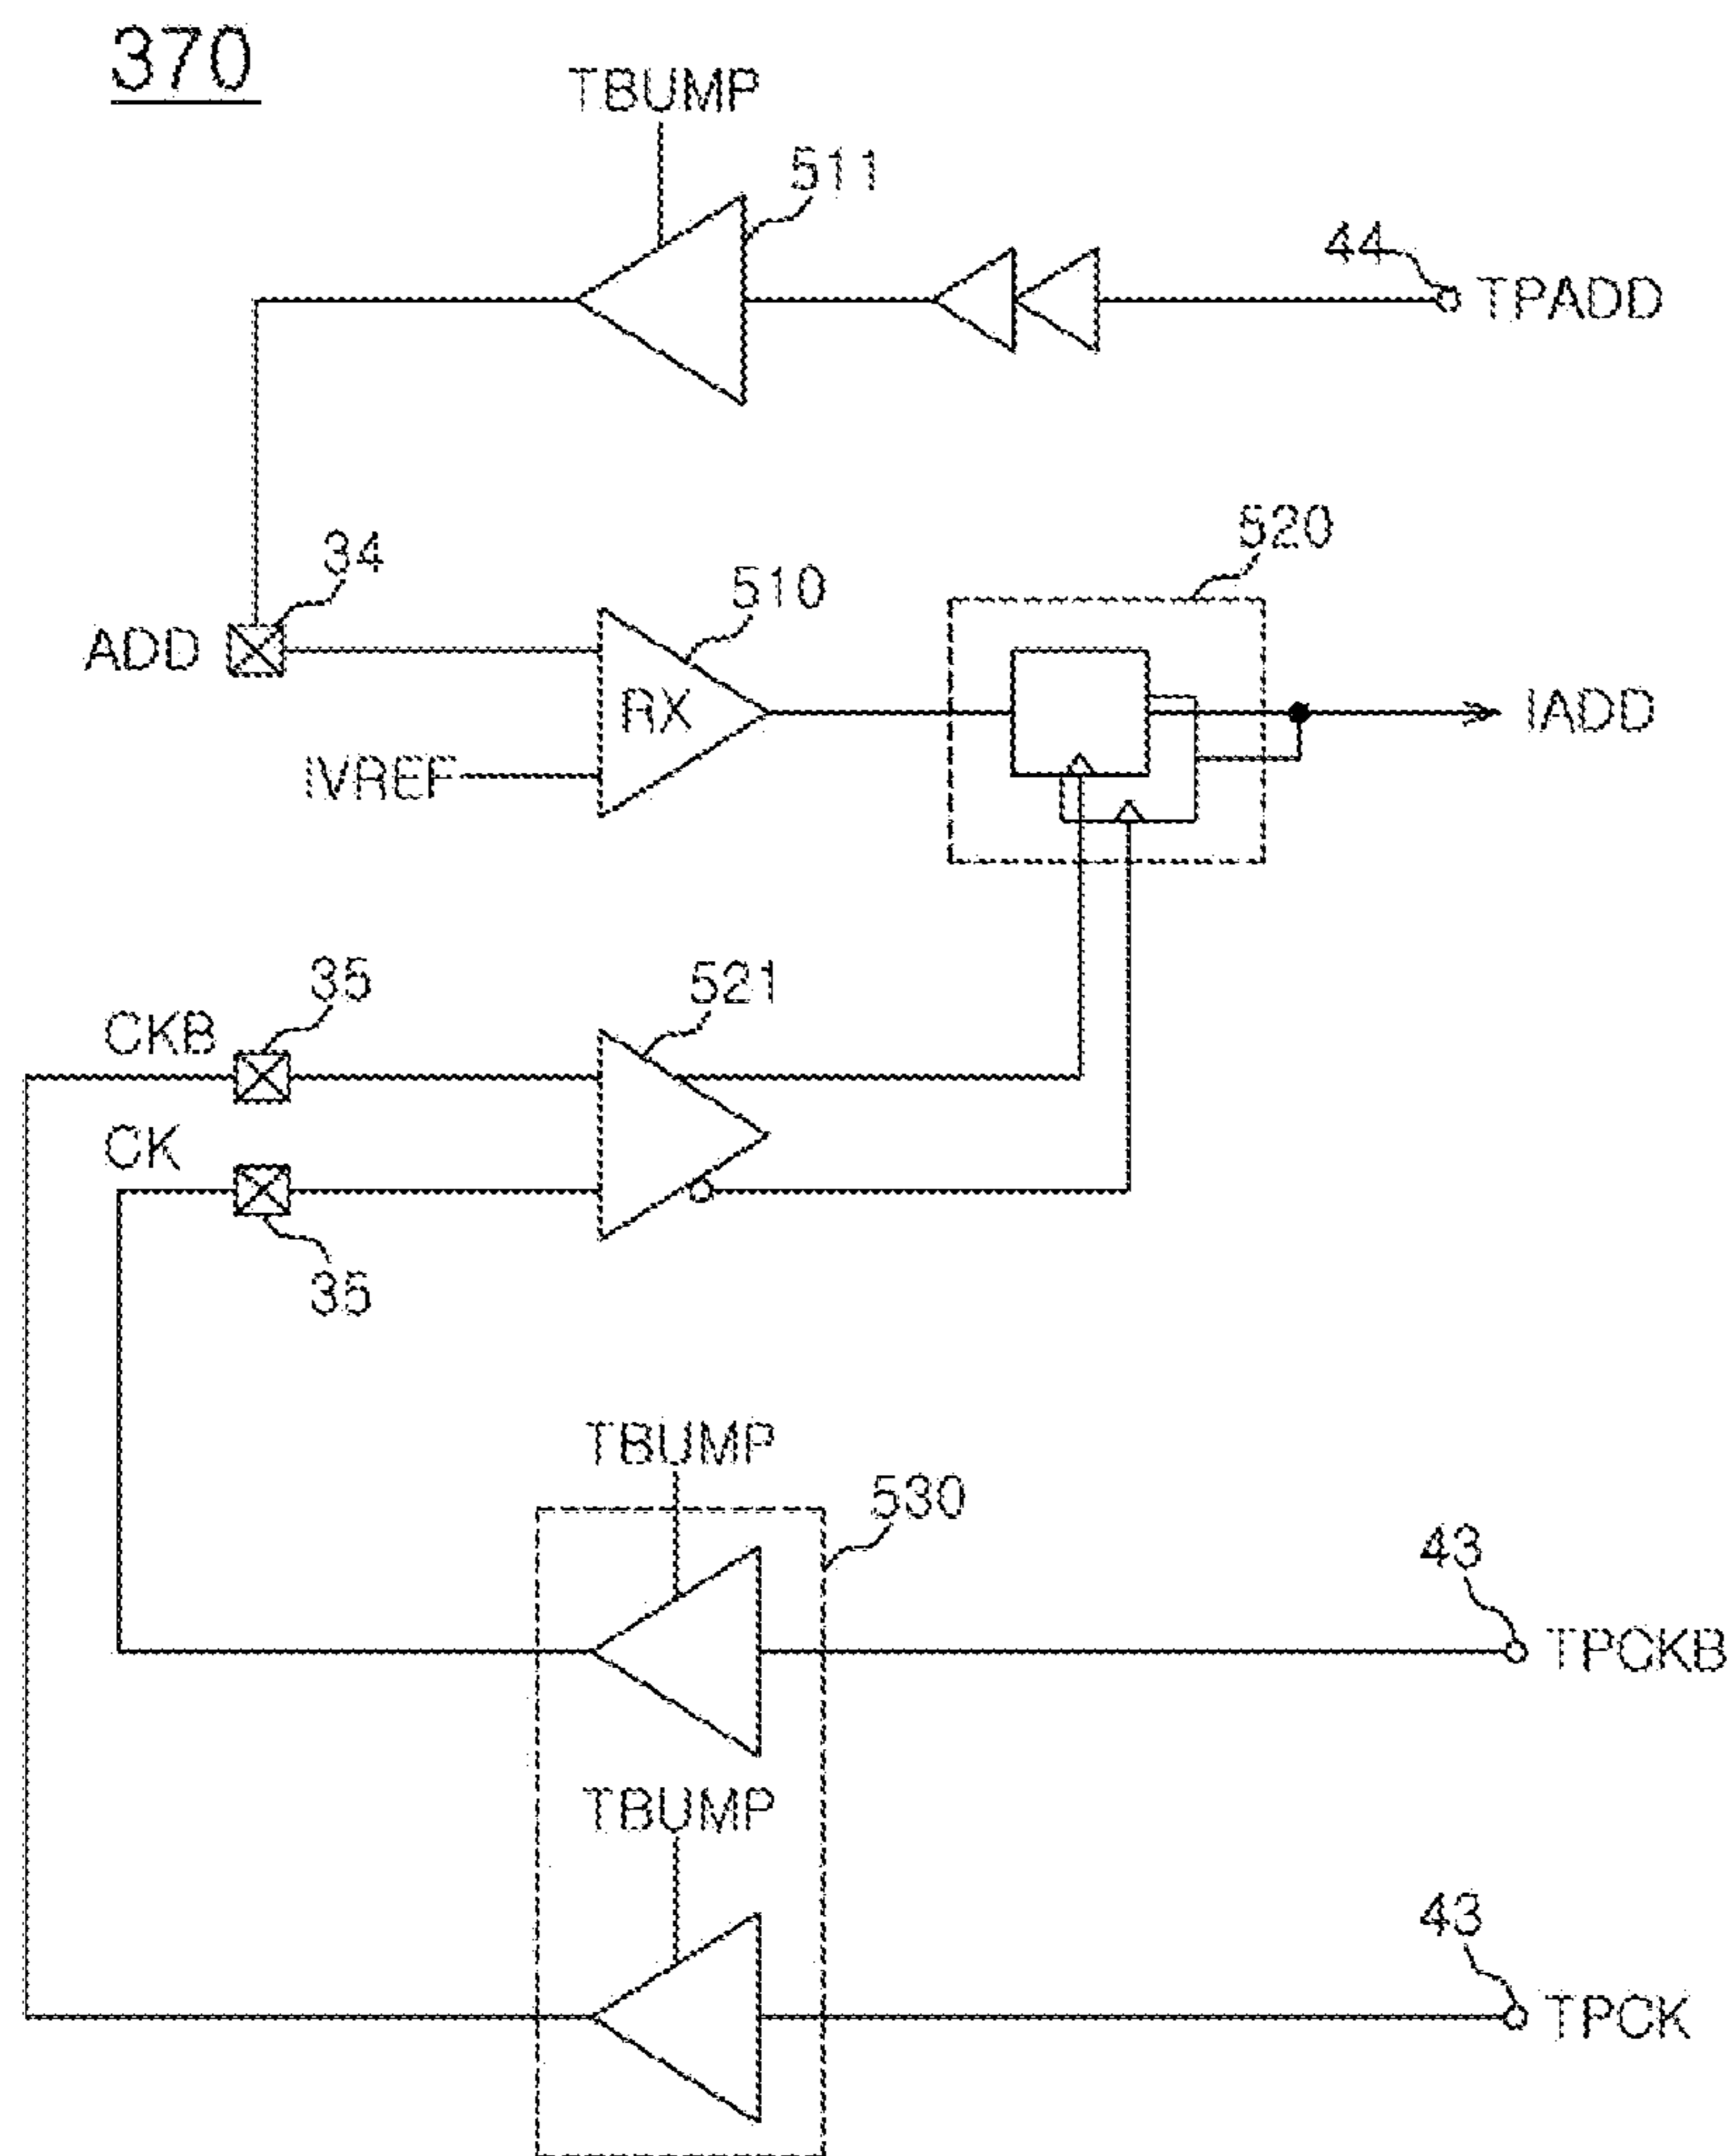 370
TBUMP
511
44
TPADD
34
520
510
ADD
RX
IADD
IVREF
35
521
CKB
CK
35
TBUMP
530
43
TPCKB
TBUMP
43
TPCK